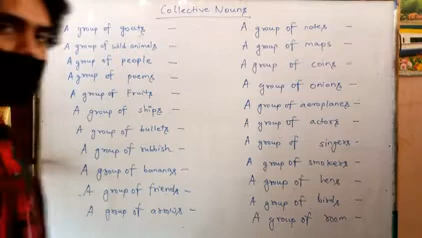 Collective Nouns
A group of goats -
A group of wild animals -
A group of people -
A group of poems -
A group of Fruits -
A group of ships -
A group of bullets -
A group of rubbish -
A group of bananas -
A group of friends -
A group of arrows -
A group of notes -
A group of maps -
A group of coins -
A group of onions -
A group of aeroplanes -
A group of actors -
A group of singers -
A group of smokers -
A group of hens -
A group of birds -
A group of room -